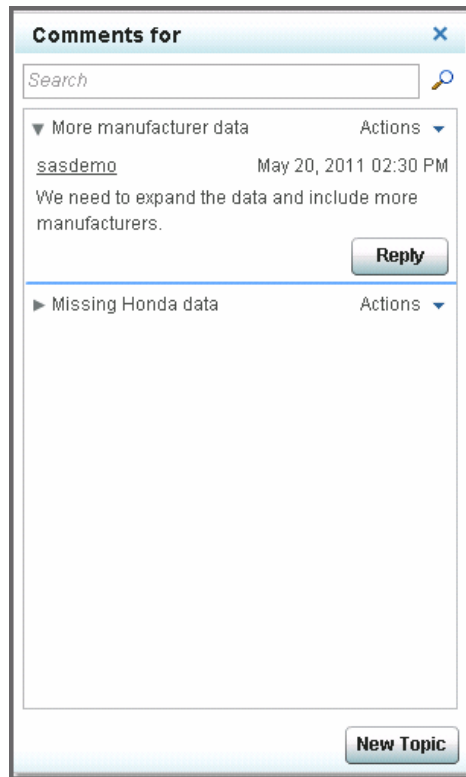 Comments for
Search
More manufacturer data Actions
sasdemo May 20, 2011 02:30 PM
We need to expand the data and include more
manufacturers.
Reply
Missing Honda data Actions
New Topic